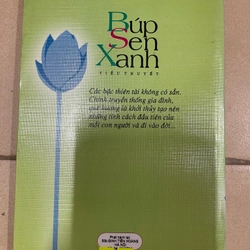 Búp
Sen
Xanh
TIỂU THUYẾT
Các bậc thiên tài không có sẵn.
Chính truyền thống gia đình,
quê hương là khởi thủy tạo nên
những tính cách đầu tiên của
mỗi con người và đi vào đời...